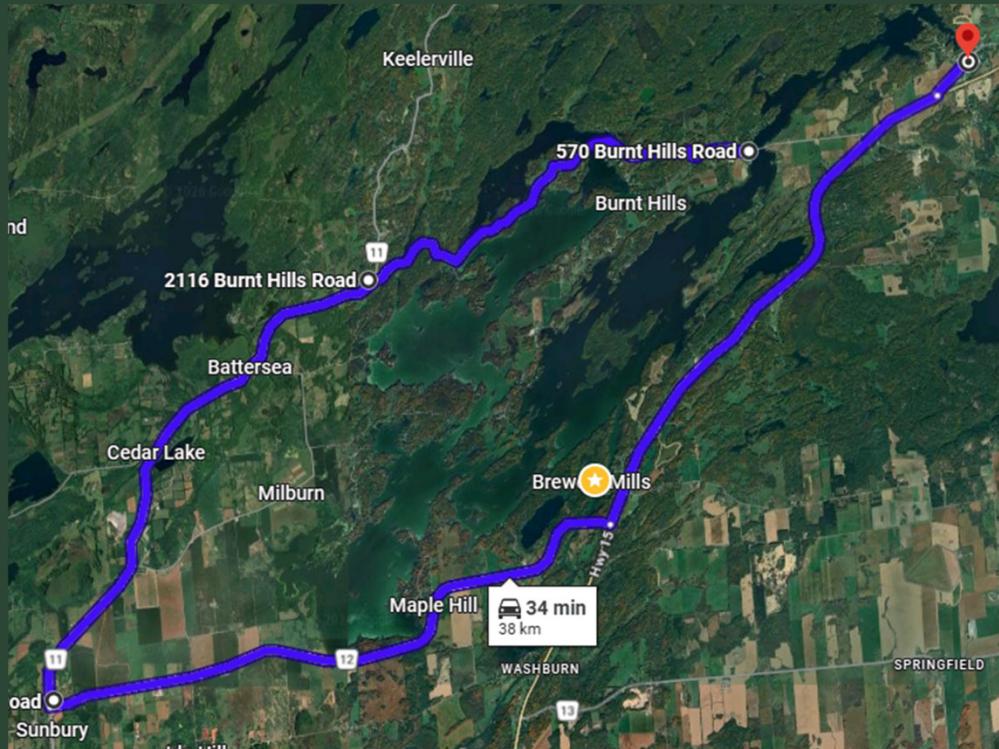 Keelerville
570 Burnt Hills Road
Burnt Hills
nd
11
2116 Burnt Hills Road
Battersea
Cedar Lake
Milburn
Brew Mills
Hwy 15
Maple Hill
34 min
38 km
11
12
WASHBURN
SPRINGFIELD
oad
13
Sunbury